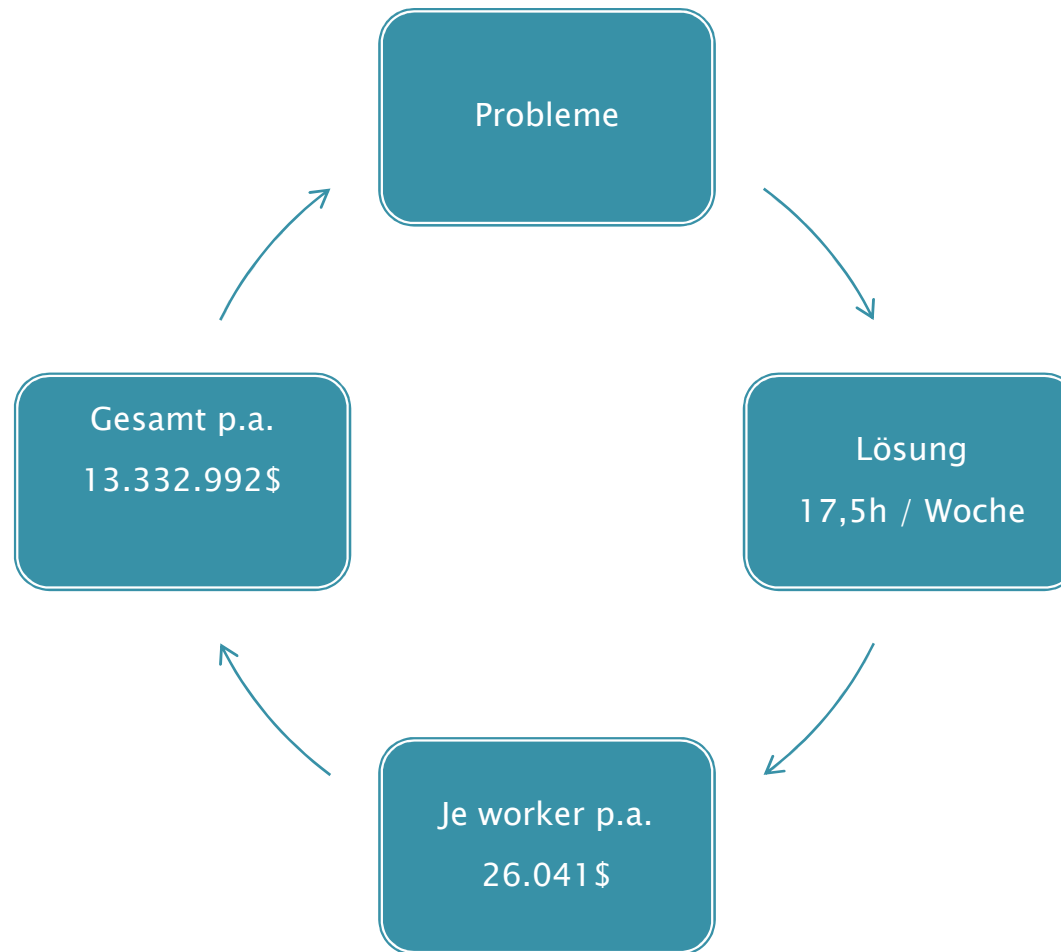 Probleme
Gesamt p.a.
13.332.992$
Lösung
17,5h / Woche
Je worker p.a.
26.041$